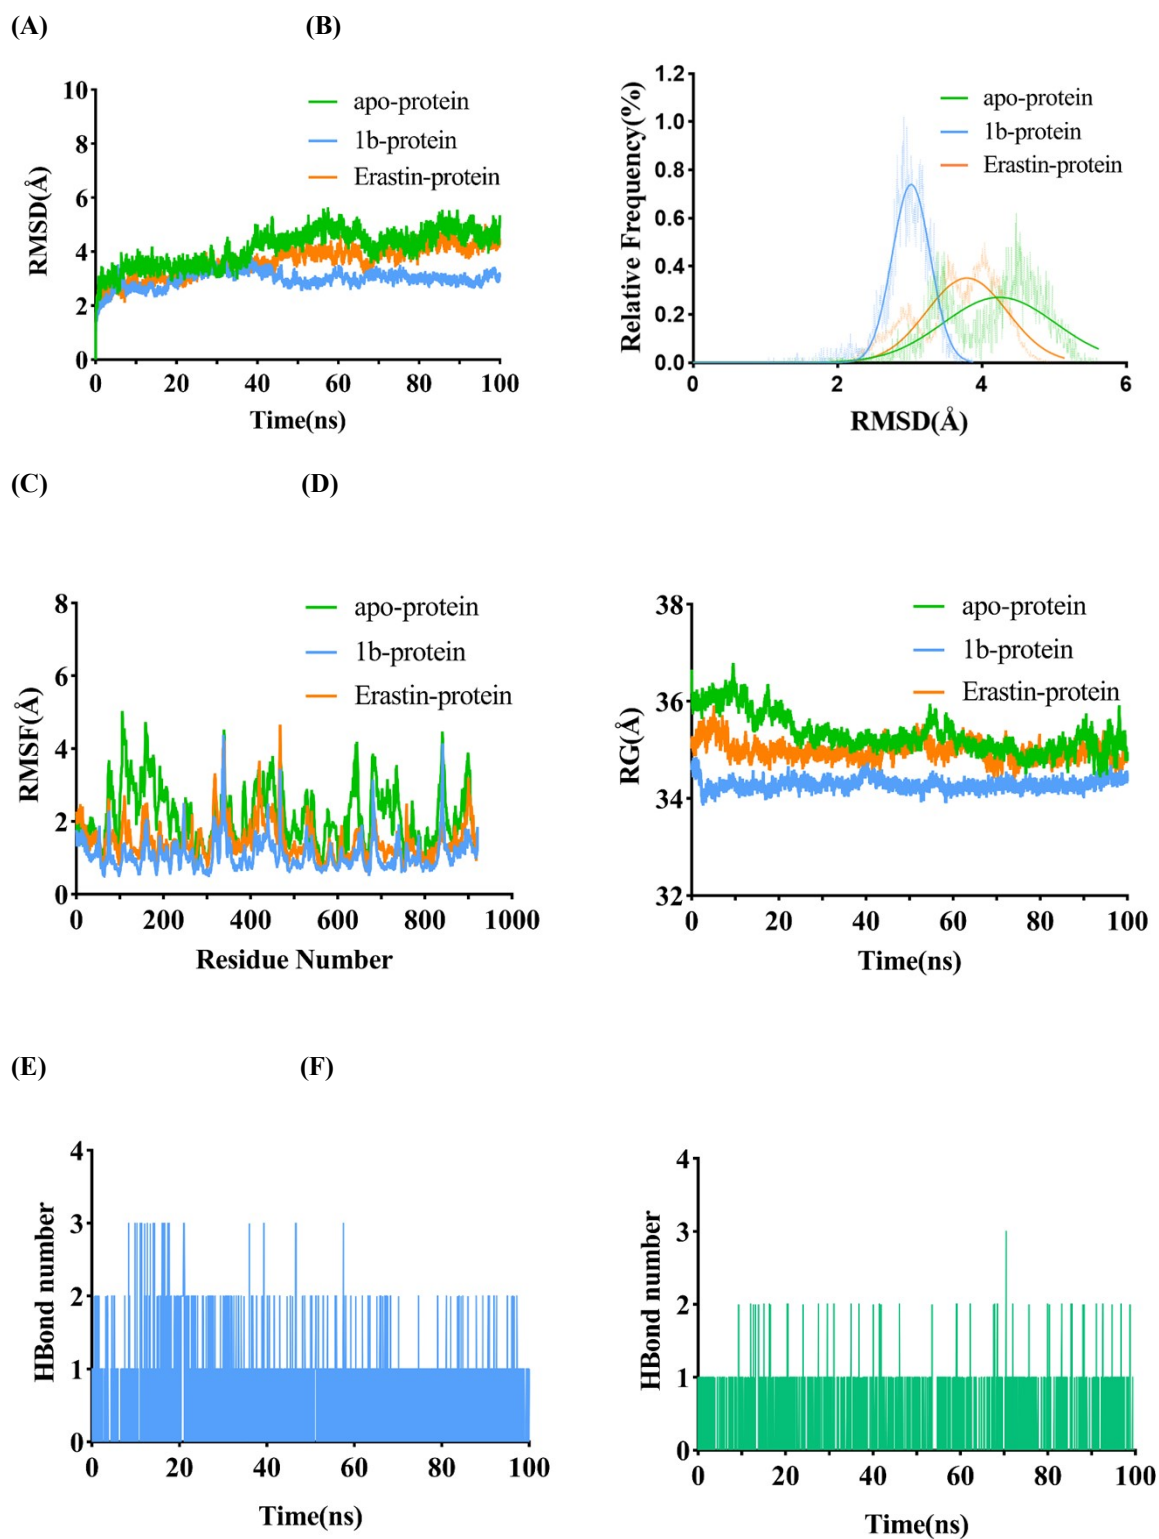 (A) (B)
10
8
6
4
2
0
RMSD(Å)
apo-protein
1b-protein
Erastin-protein
0 20 40 60 80 100
Time(ns)
1.2
1.0
0.8
0.6
0.4
0.2
0.0
Relative Frequency(%)
apo-protein
1b-protein
Erastin-protein
0 2 4 6
RMSD(Å)
(C) (D)
8
6
4
2
0
RMSF(Å)
apo-protein
1b-protein
Erastin-protein
0 200 400 600 800 1000
Residue Number
38
36
34
32
RG(Å)
apo-protein
1b-protein
Erastin-protein
0 20 40 60 80 100
Time(ns)
(E) (F)
4
3
2
1
0
HBond number
0 20 40 60 80 100
Time(ns)
4
3
2
1
0
HBond number
0 20 40 60 80 100
Time(ns)